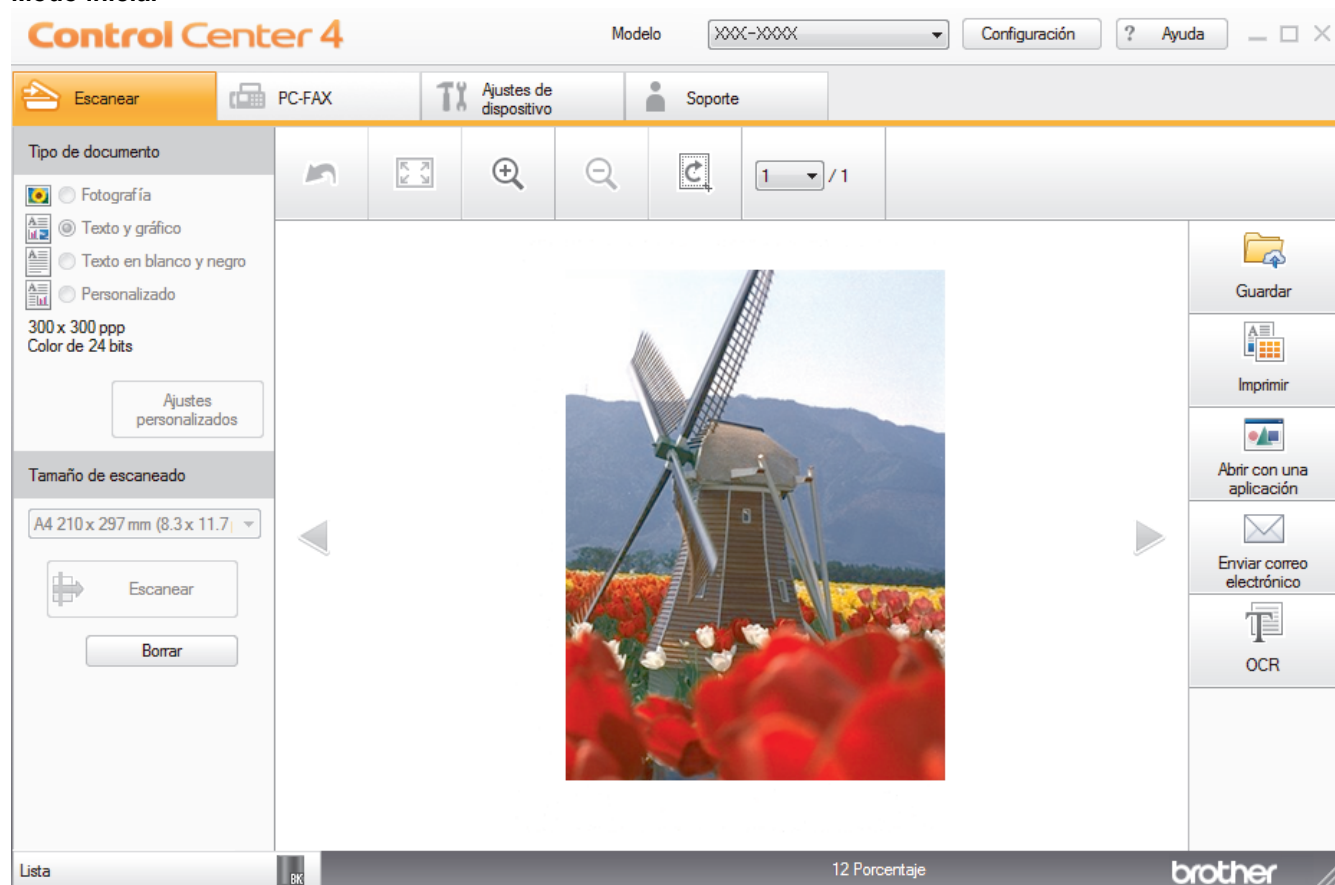 Modo Inicial
Control Center 4
Modelo
XXX-XXXX
Configuración
? Ayuda
Escanear
PC-FAX
Ajustes de
dispositivo
Soporte
Tipo de documento
1
/ 1
Fotografía
Texto y gráfico
Texto en blanco y negro
Personalizado
300 x 300 ppp
Color de 24 bits
Ajustes
personalizados
Tamaño de escaneado
A4 210 x 297 mm (8.3 x 11.7
Escanear
Borrar
Guardar
Imprimir
Abrir con una
aplicación
Enviar correo
electrónico
OCR
Lista
BK
12 Porcentaje
brother